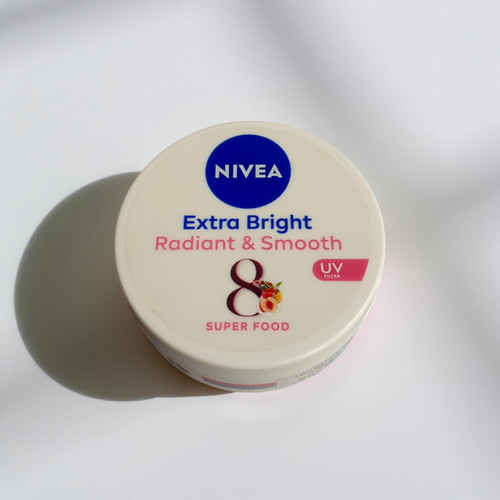 NIVEA
Extra Bright
Radiant & Smooth
8
UV
FILTER
SUPER FOOD